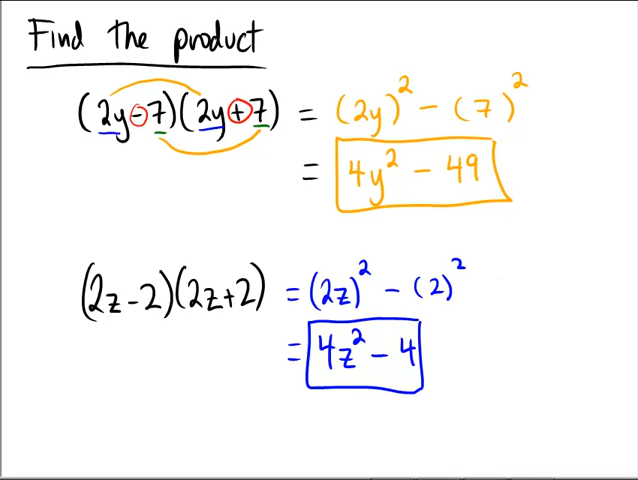 Find the product
(2y-7)(2y+7) = (2y)² - (7)²
= 4y² - 49
(2z-2)(2z+2) = (2z)² - (2)²
= 4z² - 4